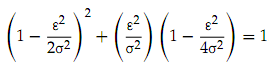 (1 − ε²/2σ²)² + (ε²/σ²)(1 − ε²/4σ²) = 1